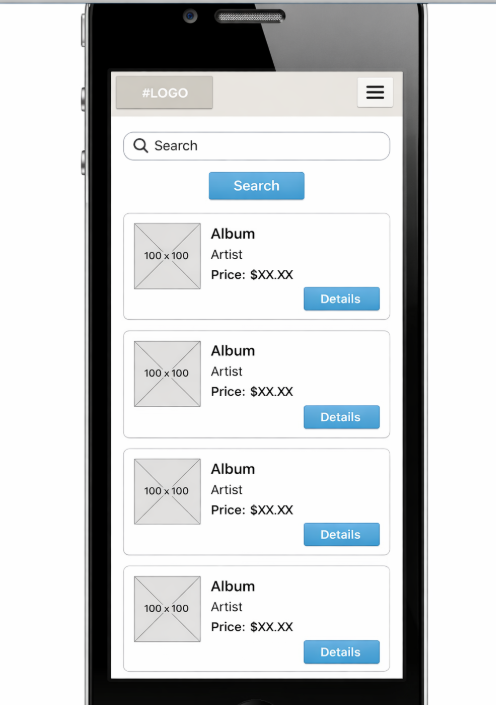 #LOGO
Search
Search
100 x 100
Album
Artist
Price: $XX.XX
Details
100 x 100
Album
Artist
Price: $XX.XX
Details
100 x 100
Album
Artist
Price: $XX.XX
Details
100 x 100
Album
Artist
Price: $XX.XX
Details